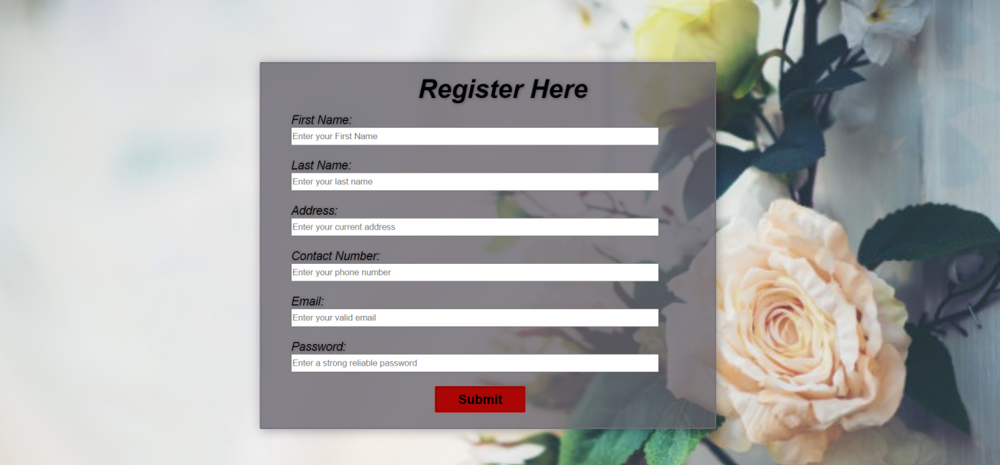 Register Here
First Name:
Enter your First Name
Last Name:
Enter your last name
Address:
Enter your current address
Contact Number:
Enter your phone number
Email:
Enter your valid email
Password:
Enter a strong reliable password
Submit